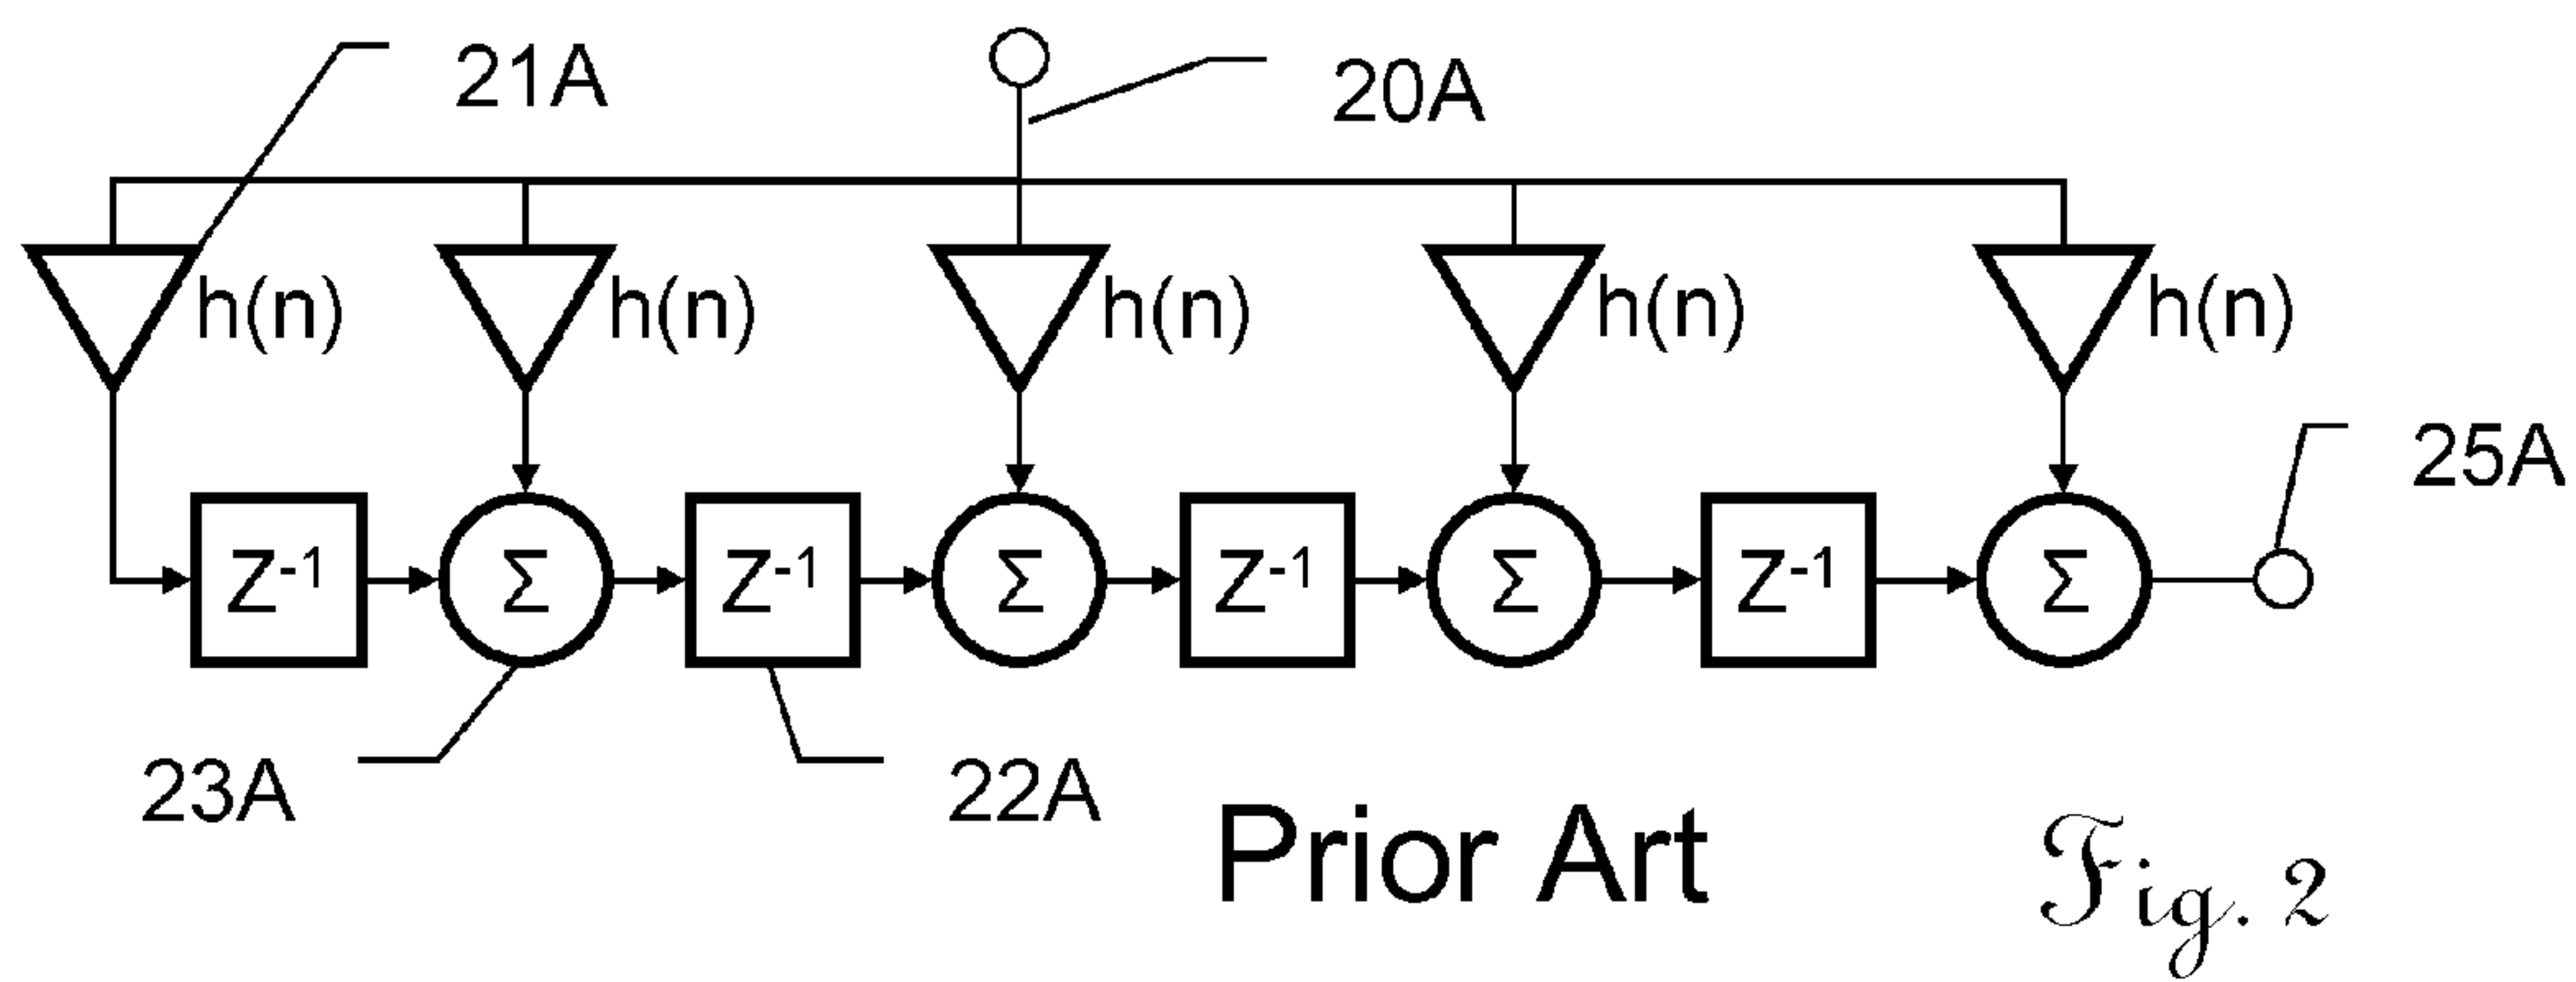 21A
20A
h(n) h(n) h(n) h(n) h(n)
25A
Z⁻¹ Σ Z⁻¹ Σ Z⁻¹ Σ Z⁻¹ Σ
23A
22A
Prior Art
Fig. 2